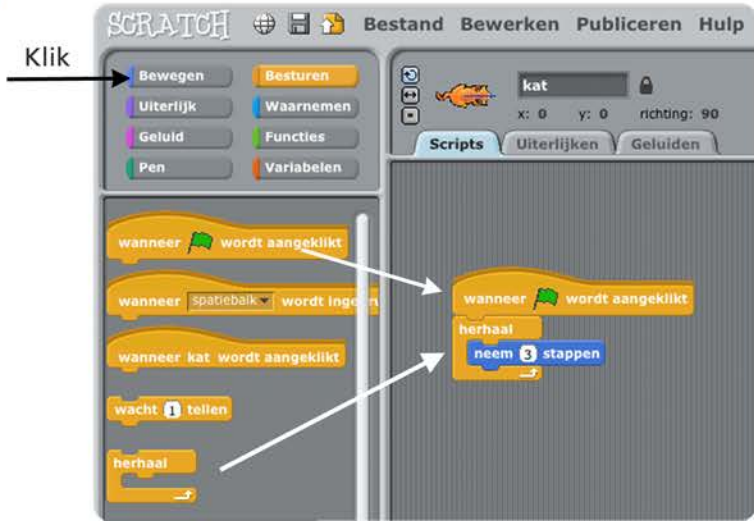 SCRATCH Bestand Bewerken Publiceren Hulp
Klik
Bewegen Besturen
Uiterlijk Waarnemen
Geluid Functies
Pen Variabelen
kat
x: 0 y: 0 richting: 90
Scripts Uiterlijken Geluiden
wanneer wordt aangeklikt
wanneer spatiebalk wordt inge
wanneer kat wordt aangeklikt
wacht 1 tellen
herhaal
wanneer wordt aangeklikt
herhaal
neem 3 stappen